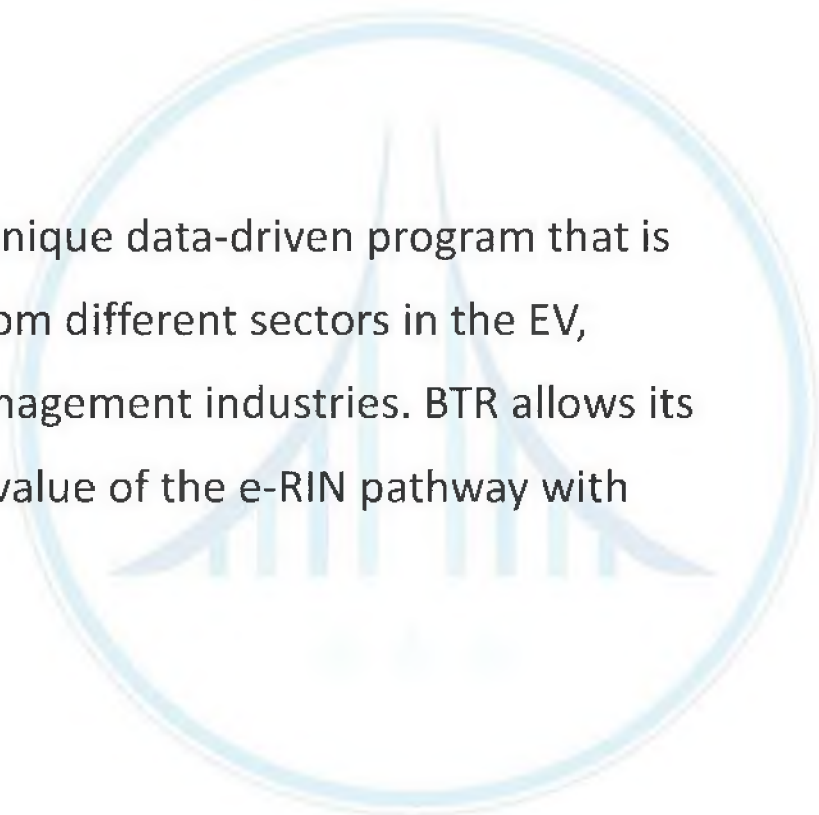 nique data-driven program that is
om different sectors in the EV,
nagement industries. BTR allows its
value of the e-RIN pathway with